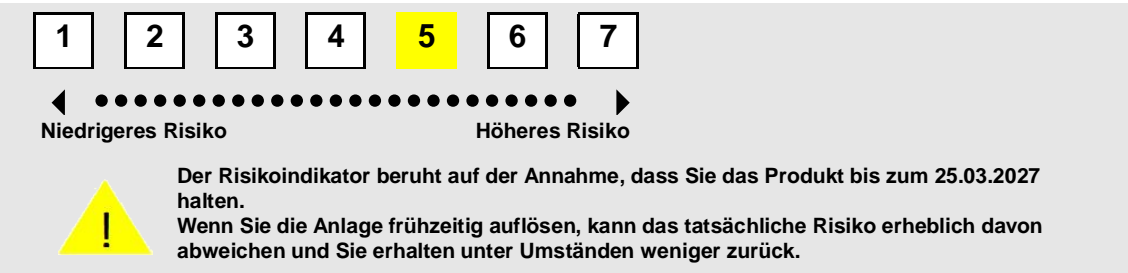 1 2 3 4 5 6 7
Niedrigeres Risiko Höheres Risiko
Der Risikoindikator beruht auf der Annahme, dass Sie das Produkt bis zum 25.03.2027
halten.
Wenn Sie die Anlage frühzeitig auflösen, kann das tatsächliche Risiko erheblich davon
! abweichen und Sie erhalten unter Umständen weniger zurück.